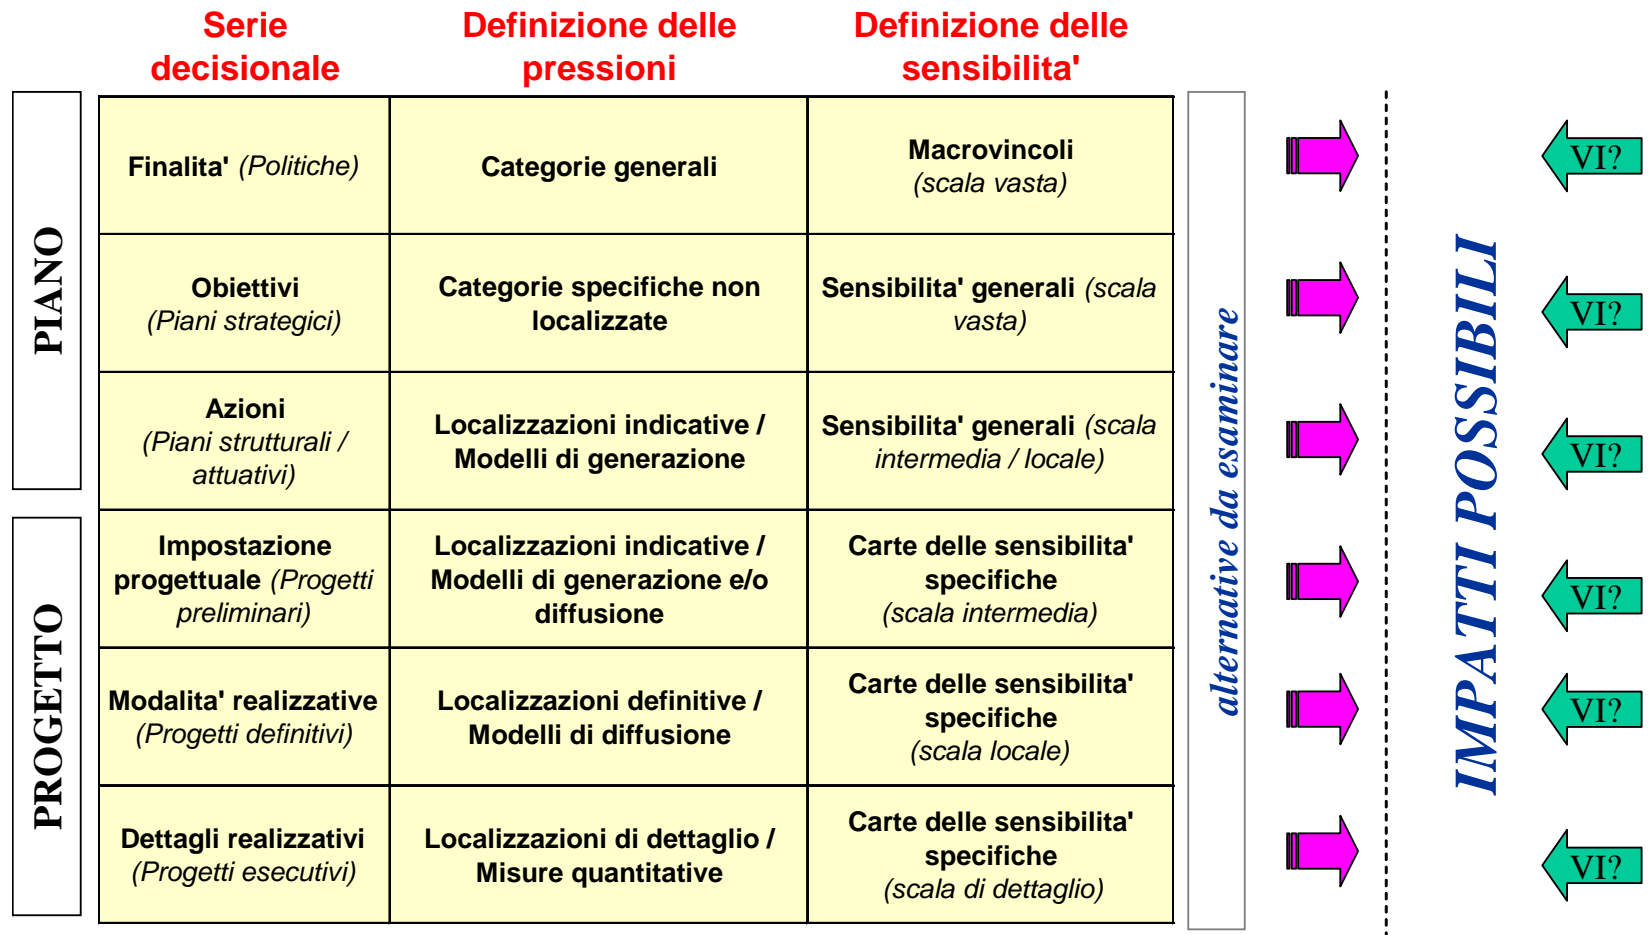 Serie
decisionale
Definizione delle
pressioni
Definizione delle
sensibilita'
PIANO
Finalita' (Politiche)
Categorie generali
Macrovincoli
(scala vasta)
VI?
Obiettivi
(Piani strategici)
Categorie specifiche non
localizzate
Sensibilita' generali (scala
vasta)
VI?
Azioni
(Piani strutturali /
attuativi)
Localizzazioni indicative /
Modelli di generazione
Sensibilita' generali (scala
intermedia / locale)
VI?
PROGETTO
Impostazione
progettuale (Progetti
preliminari)
Localizzazioni indicative /
Modelli di generazione e/o
diffusione
Carte delle sensibilita'
specifiche
(scala intermedia)
VI?
Modalita' realizzative
(Progetti definitivi)
Localizzazioni definitive /
Modelli di diffusione
Carte delle sensibilita'
specifiche
(scala locale)
VI?
Dettagli realizzativi
(Progetti esecutivi)
Localizzazioni di dettaglio /
Misure quantitative
Carte delle sensibilita'
specifiche
(scala di dettaglio)
VI?
alternative da esaminare
IMPATTI POSSIBILI